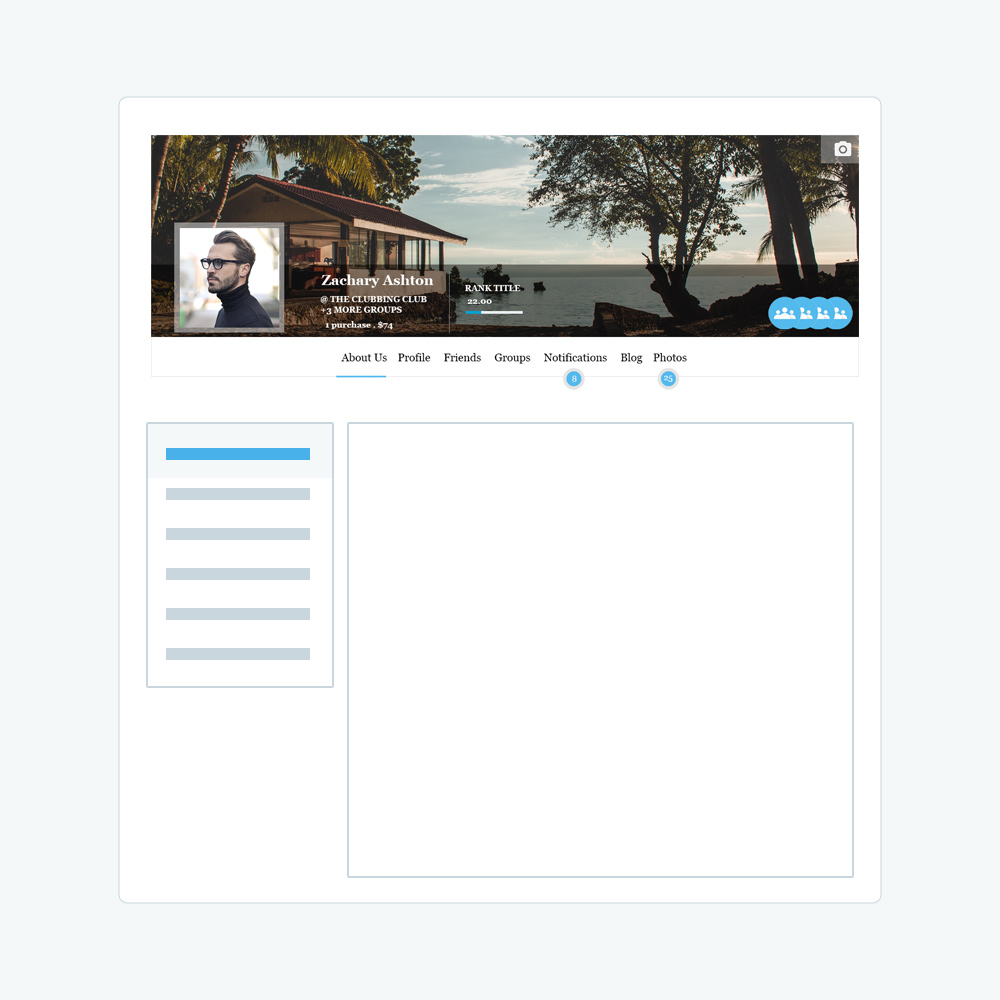 Zachary Ashton
@ THE CLUBBING CLUB
+3 MORE GROUPS
1 purchase . $74
RANK TITLE
22.00
About Us Profile Friends Groups Notifications Blog Photos
8 25